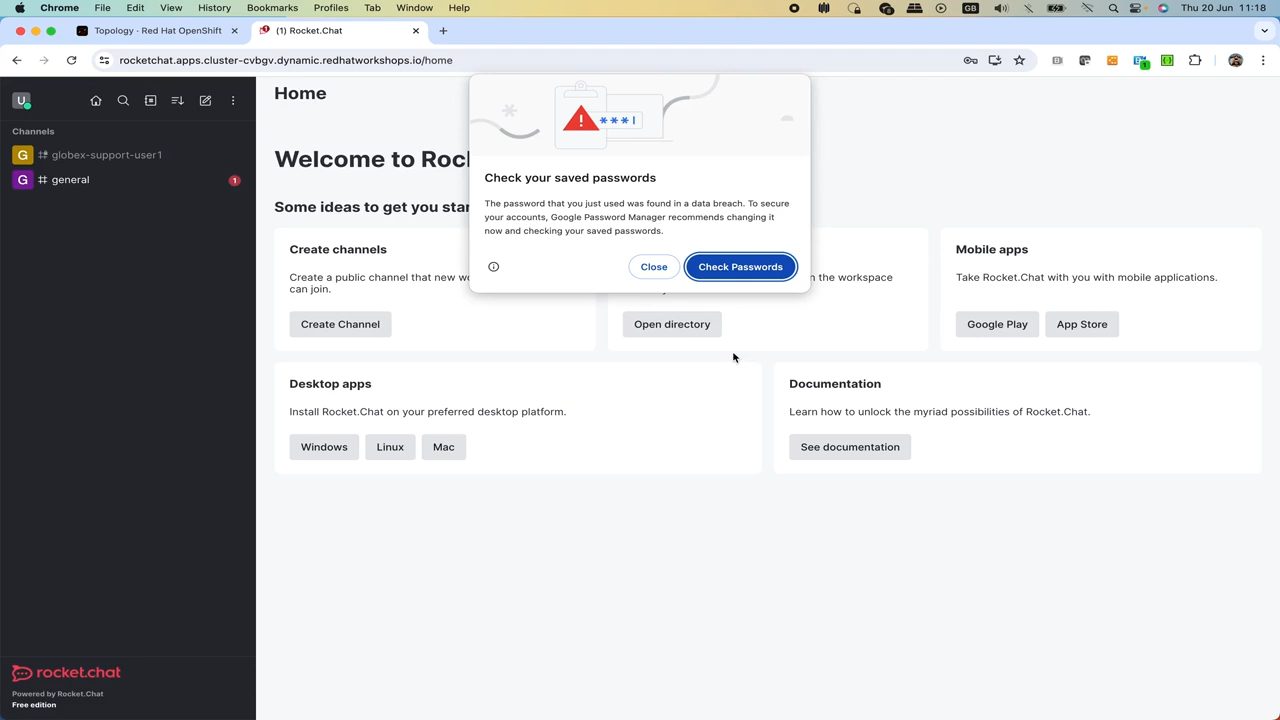 Chrome File Edit View History Bookmarks Profiles Tab Window Help GB Thu 20 Jun 11:18
Topology · Red Hat OpenShift
(1) Rocket.Chat
rocketchat.apps.cluster-cvbgv.dynamic.redhatworkshops.io/home
U
Channels
G globex-support-user1
G general 1
Home
Welcome to Roc
Some ideas to get you star
Create channels
Create a public channel that new wo
can join.
Create Channel
***
Check your saved passwords
The password that you just used was found in a data breach. To secure
your accounts, Google Password Manager recommends changing it
now and checking your saved passwords.
Close
Check Passwords
n the workspace
Open directory
Mobile apps
Take Rocket.Chat with you with mobile applications.
Google Play
App Store
Desktop apps
Install Rocket.Chat on your preferred desktop platform.
Windows
Linux
Mac
Documentation
Learn how to unlock the myriad possibilities of Rocket.Chat.
See documentation
rocket.chat
Powered by Rocket.Chat
Free edition